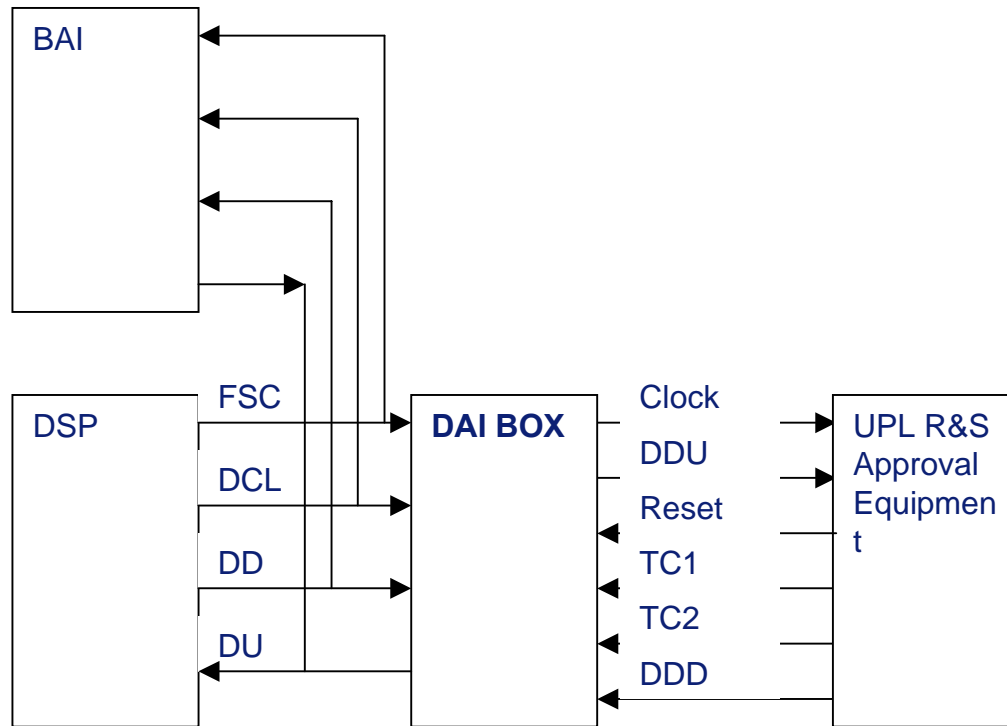 BAI
DSP
FSC
DCL
DD
DU
DAI BOX
Clock
DDU
Reset
TC1
TC2
DDD
UPL R&S
Approval
Equipmen
t